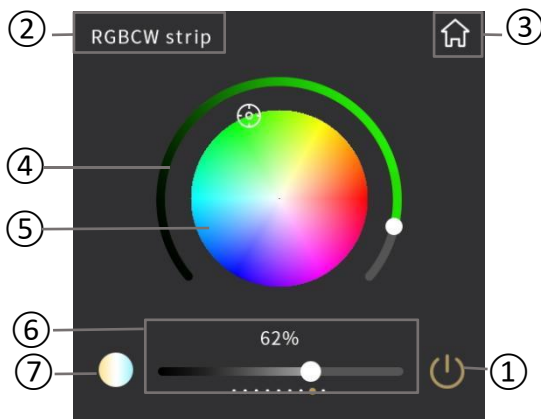 ② RGBCW strip ③
④
⑤
⑥ 62%
⑦ ①